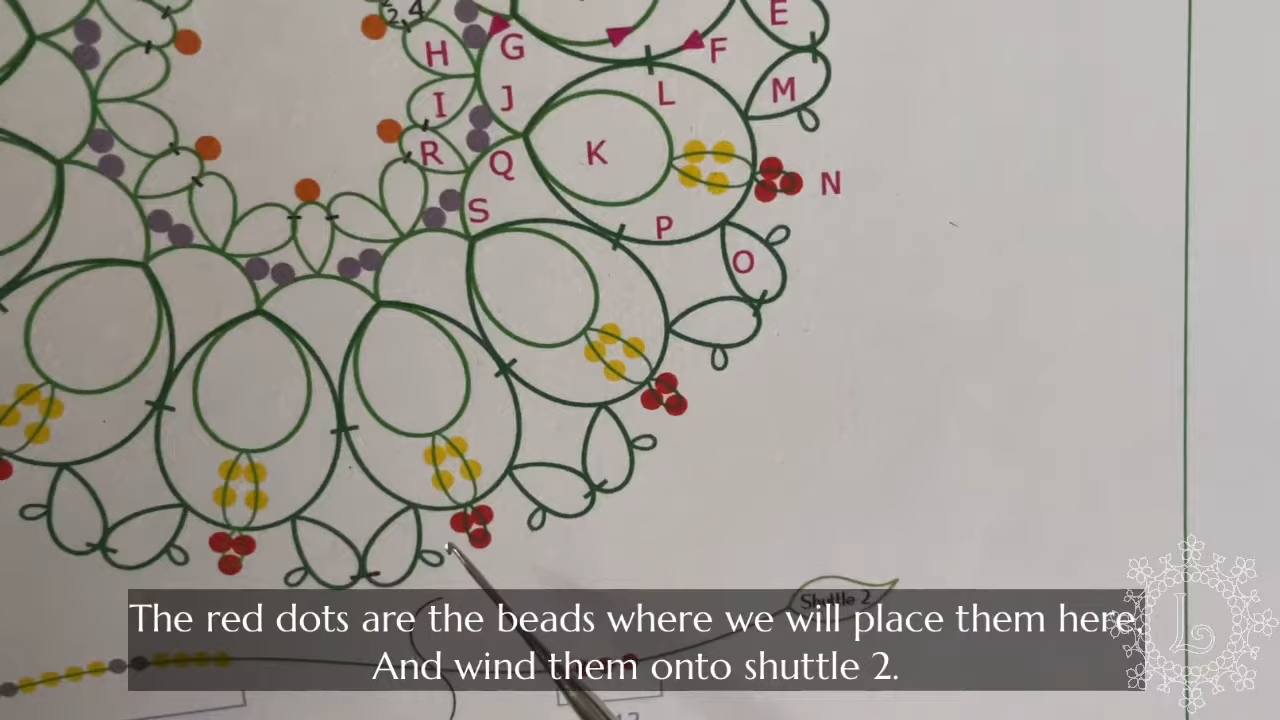 2 4
E
H
G
F
I
J
L
M
R
Q
K
N
S
P
O
Shuttle 2
The red dots are the beads where we will place them here.
And wind them onto shuttle 2.